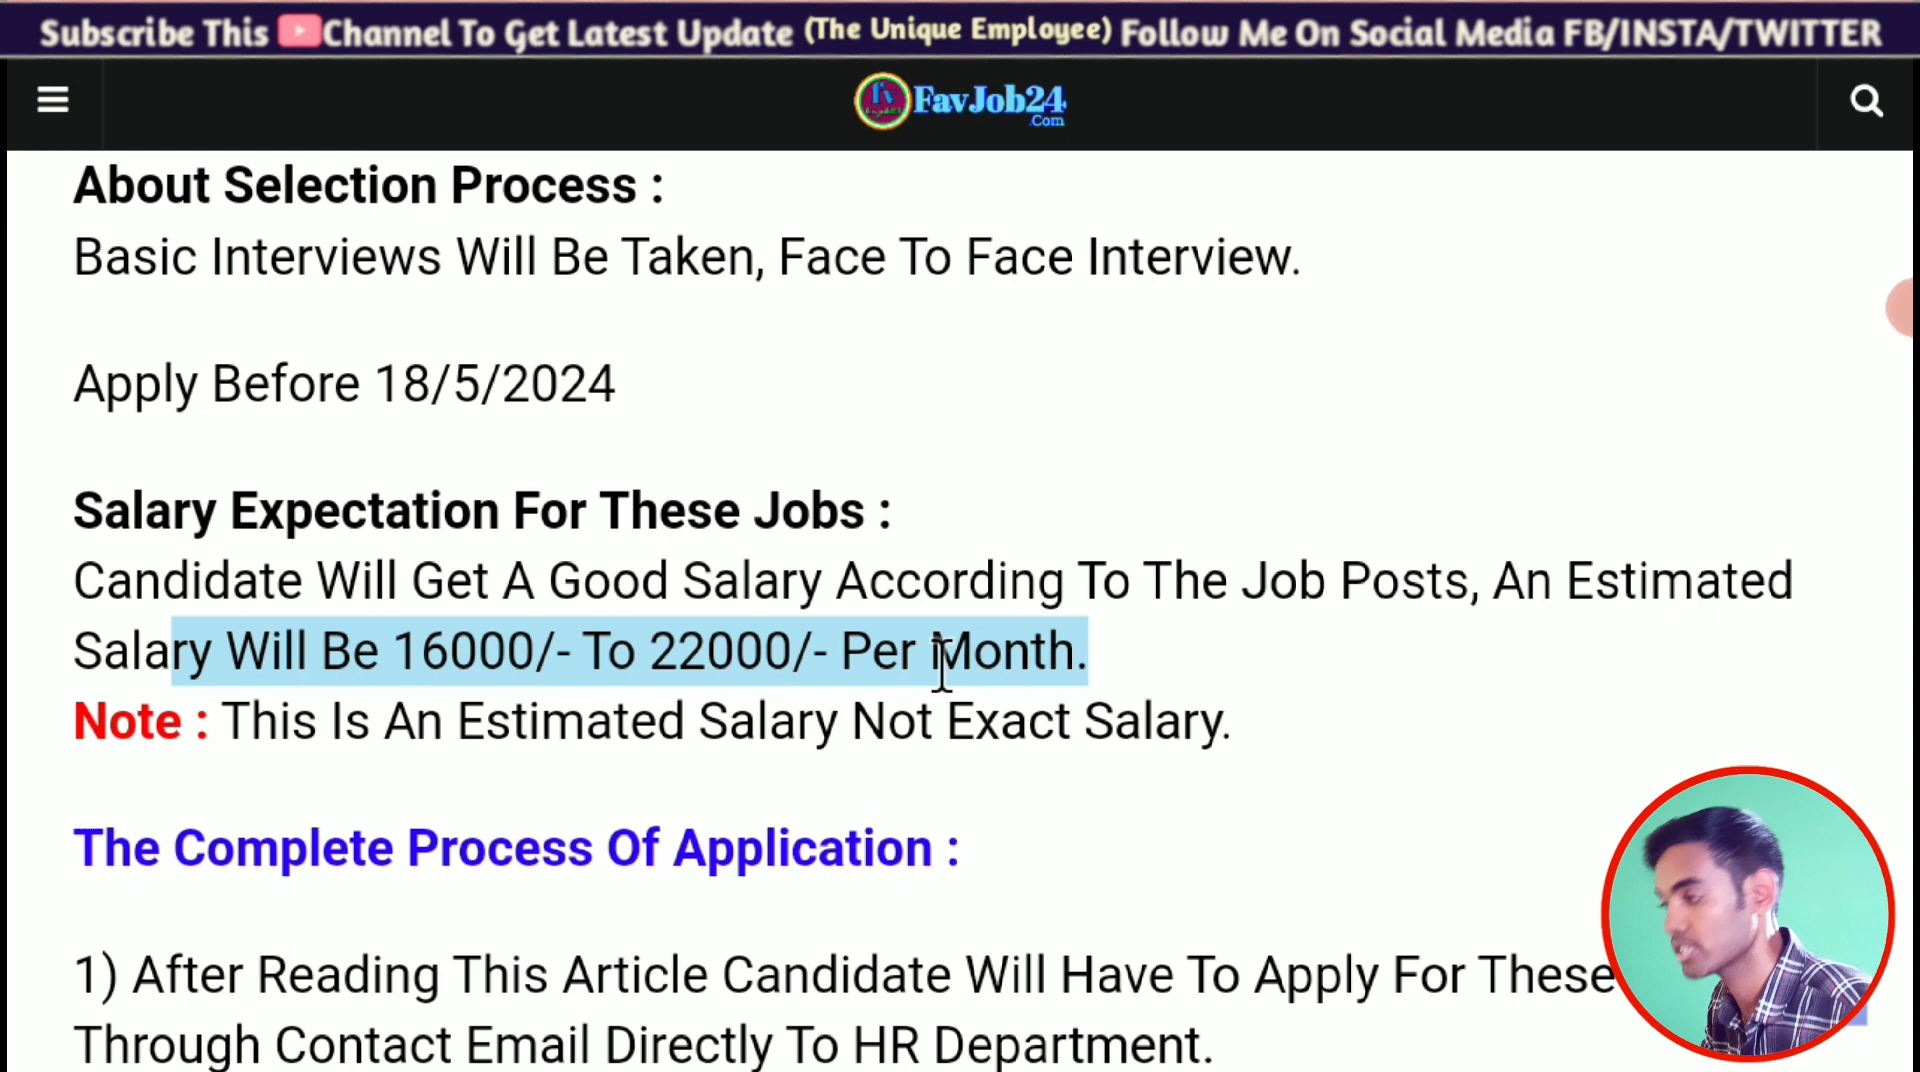 Subscribe This Channel To Get Latest Update (The Unique Employee) Follow Me On Social Media FB/INSTA/TWITTER
FavJob24
.Com
About Selection Process :
Basic Interviews Will Be Taken, Face To Face Interview.
Apply Before 18/5/2024
Salary Expectation For These Jobs :
Candidate Will Get A Good Salary According To The Job Posts, An Estimated
Salary Will Be 16000/- To 22000/- Per Month.
Note : This Is An Estimated Salary Not Exact Salary.
The Complete Process Of Application :
1) After Reading This Article Candidate Will Have To Apply For These
Through Contact Email Directly To HR Department.